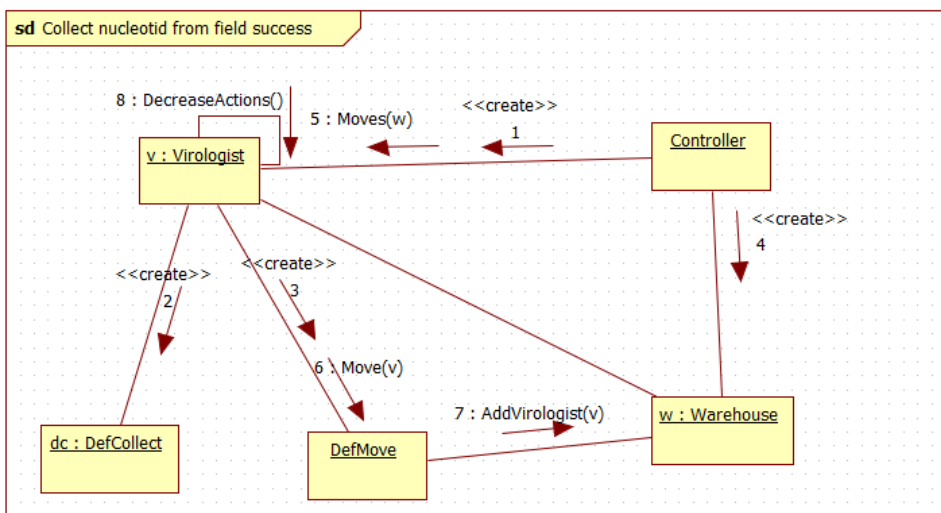 sd Collect nucleotid from field success
8 : DecreaseActions()
5 : Moves(w)
<<create>>
1
v : Virologist
Controller
<<create>>
2
<<create>>
3
<<create>>
4
6 : Move(v)
7 : AddVirologist(v)
dc : DefCollect
DefMove
w : Warehouse